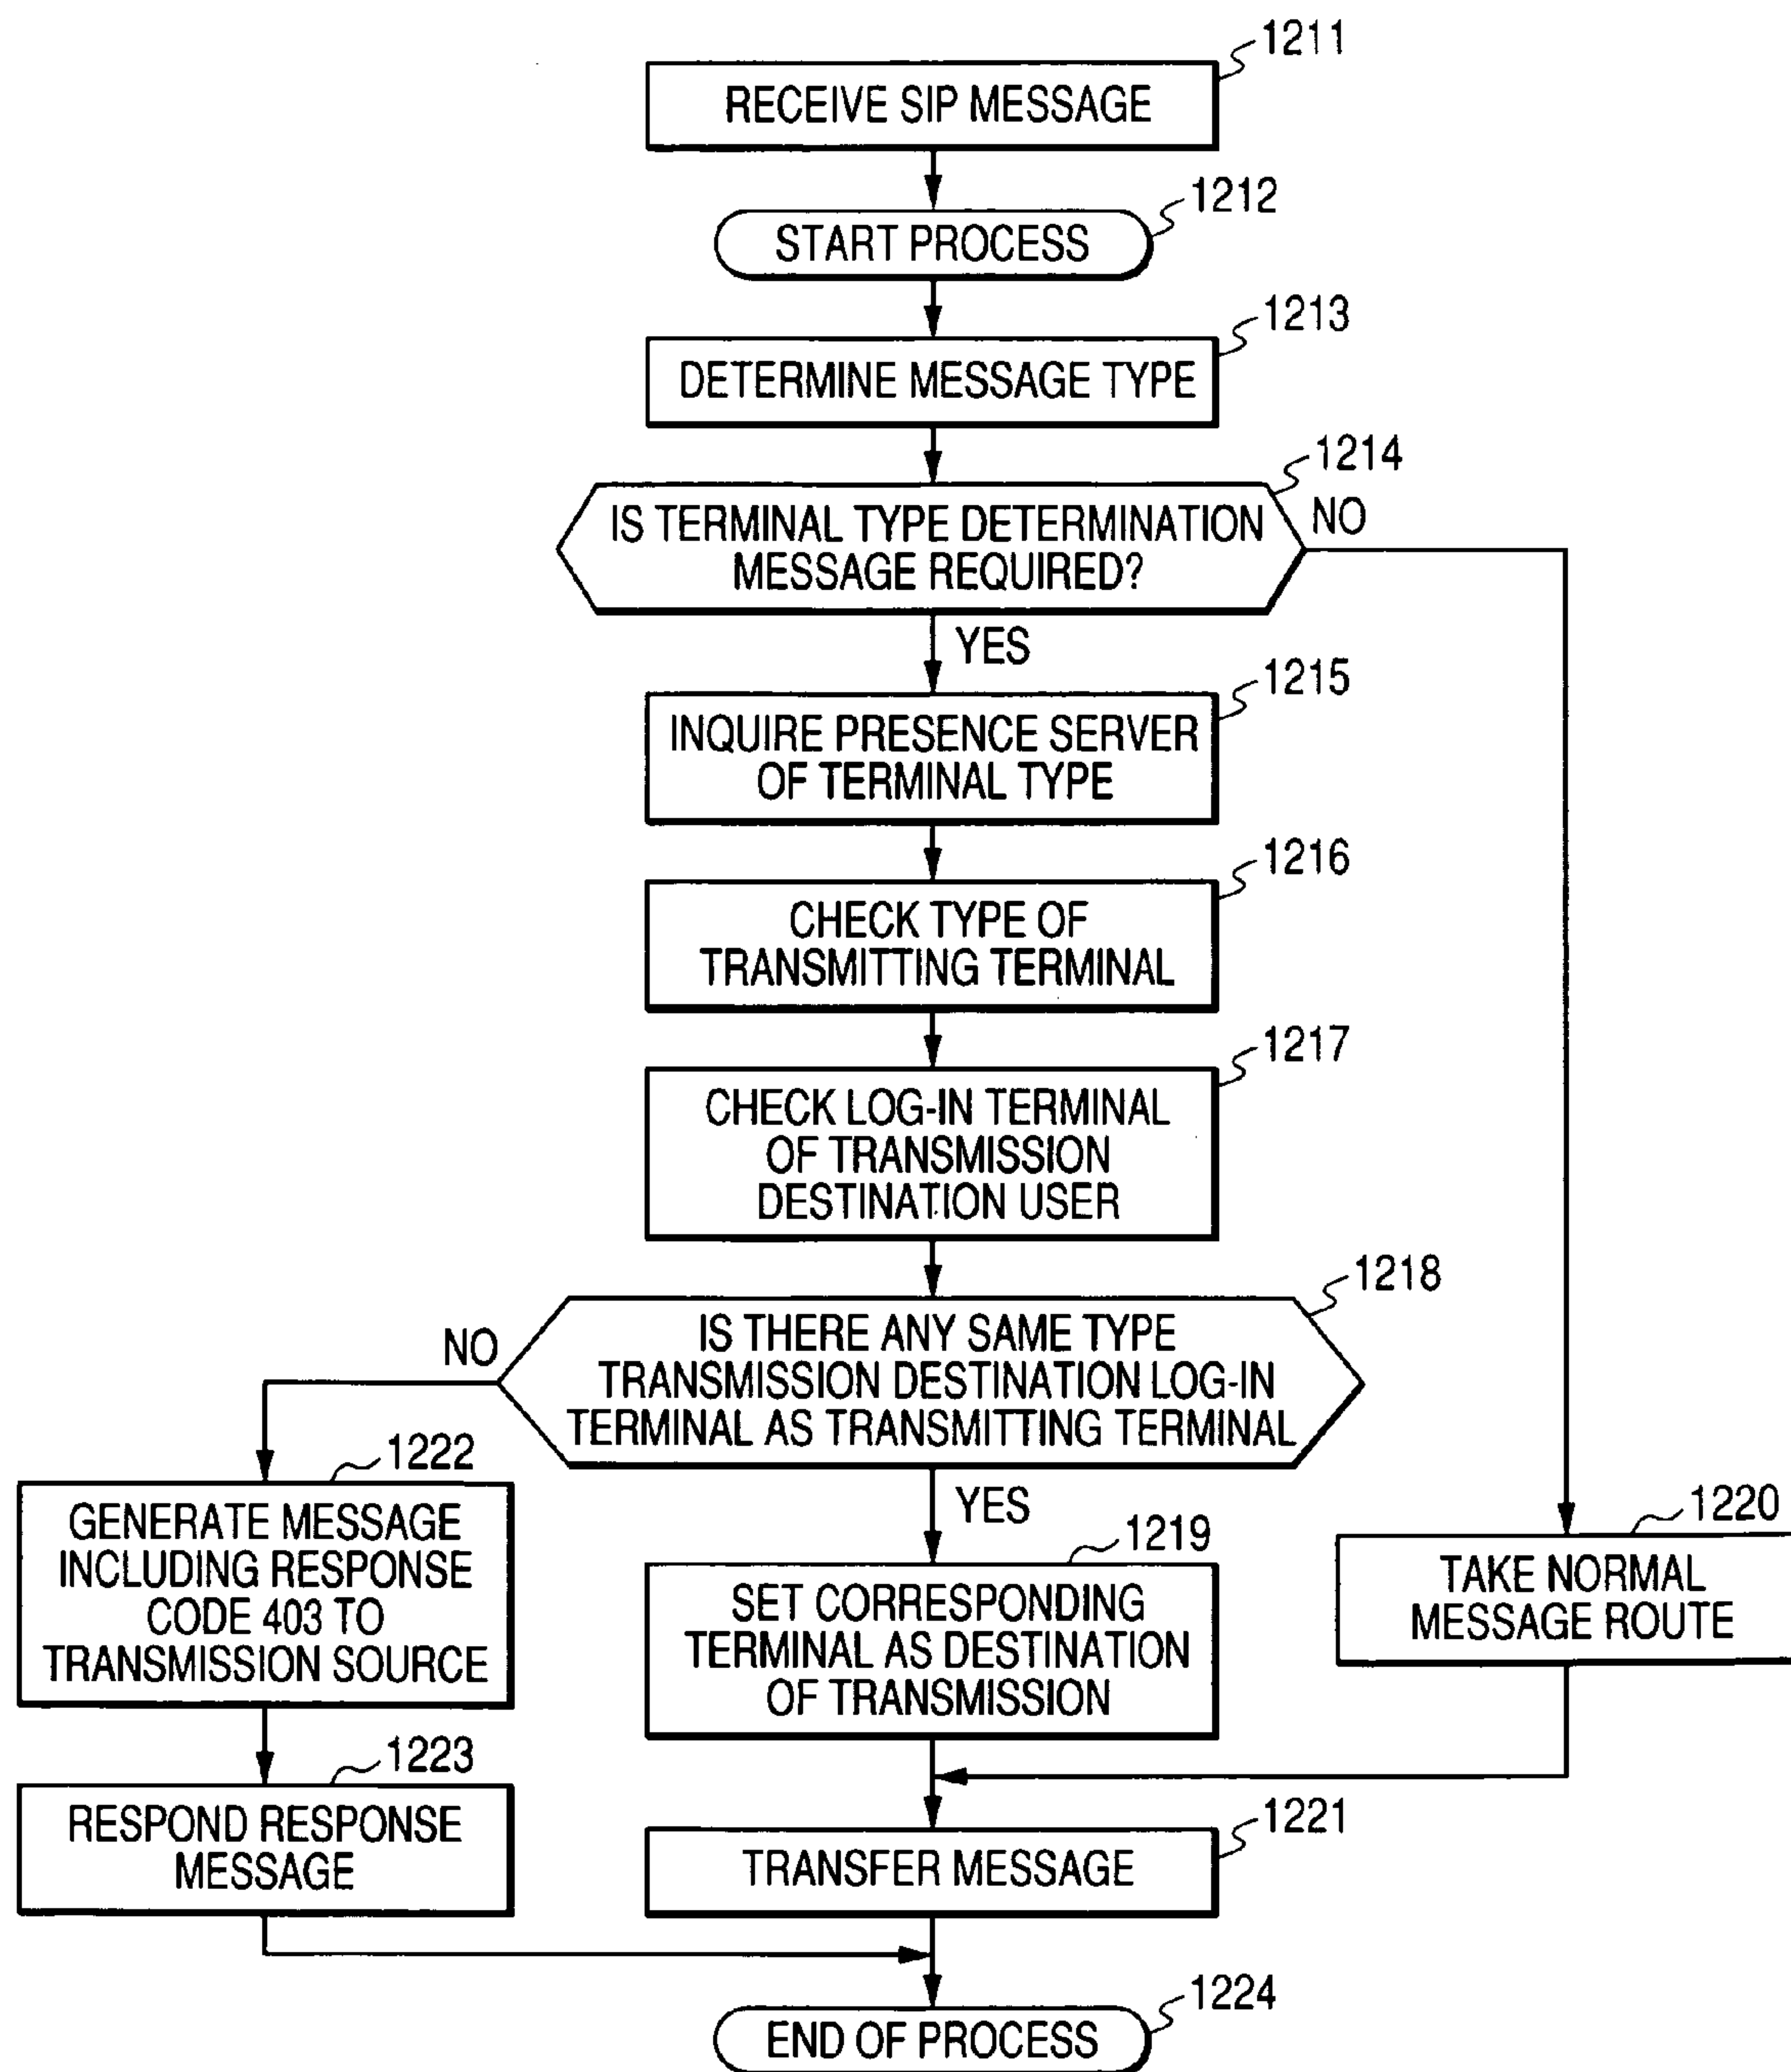 1211
RECEIVE SIP MESSAGE
1212
START PROCESS
1213
DETERMINE MESSAGE TYPE
1214
IS TERMINAL TYPE DETERMINATION
MESSAGE REQUIRED?
NO
YES
1215
INQUIRE PRESENCE SERVER
OF TERMINAL TYPE
1216
CHECK TYPE OF
TRANSMITTING TERMINAL
1217
CHECK LOG-IN TERMINAL
OF TRANSMISSION
DESTINATION USER
1218
IS THERE ANY SAME TYPE
TRANSMISSION DESTINATION LOG-IN
TERMINAL AS TRANSMITTING TERMINAL
NO
YES
1222
GENERATE MESSAGE
INCLUDING RESPONSE
CODE 403 TO
TRANSMISSION SOURCE
1219
SET CORRESPONDING
TERMINAL AS DESTINATION
OF TRANSMISSION
1220
TAKE NORMAL
MESSAGE ROUTE
1223
RESPOND RESPONSE
MESSAGE
1221
TRANSFER MESSAGE
1224
END OF PROCESS